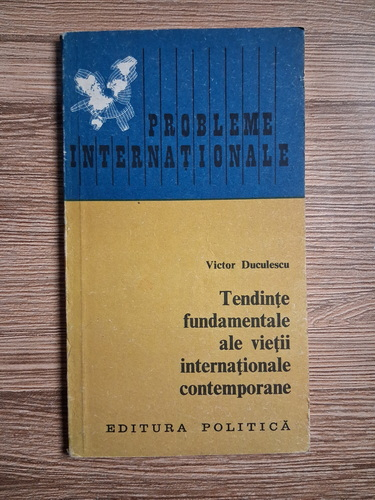 PROBLEME
INTERNAȚIONALE
Victor Duculescu
Tendințe
fundamentale
ale vieții
internaționale
contemporane
EDITURA POLITICĂ